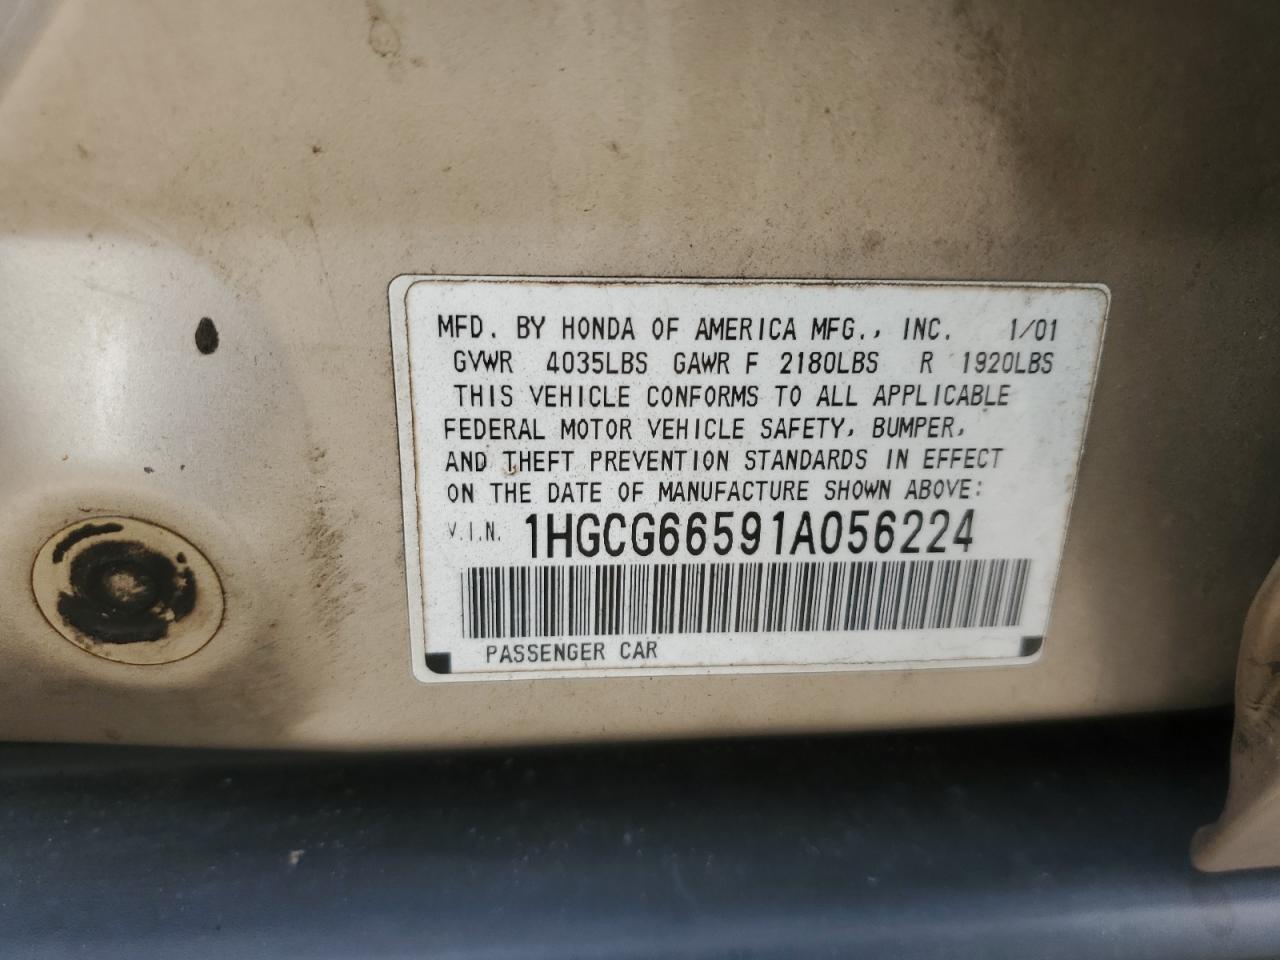 MFD. BY HONDA OF AMERICA MFG., INC. 1/01
GVWR 4035LBS GAWR F 2180LBS R 1920LBS
THIS VEHICLE CONFORMS TO ALL APPLICABLE
FEDERAL MOTOR VEHICLE SAFETY, BUMPER,
AND THEFT PREVENTION STANDARDS IN EFFECT
ON THE DATE OF MANUFACTURE SHOWN ABOVE:
V.I.N. 1HGCG66591A056224
PASSENGER CAR